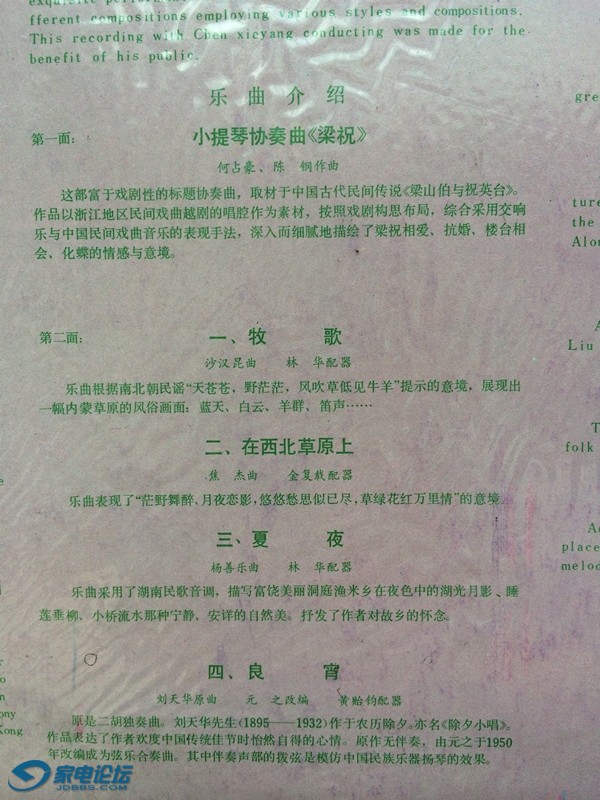 exquisite
fferent compositions employing various styles and compositions.
This recording with Chen xieyang conducting was made for the
benefit of his public.
乐曲介绍
第一面：
小提琴协奏曲《梁祝》
何占豪、陈 钢作曲
这部富于戏剧性的标题协奏曲，取材于中国古代民间传说《梁山伯与祝英台》。
作品以浙江地区民间戏曲越剧的唱腔作为素材，按照戏剧构思布局，综合采用交响
乐与中国民间戏曲音乐的表现手法，深入而细腻地描绘了梁祝相爱、抗婚、楼台相
会、化蝶的情感与意境。
第二面：
一、牧 歌
沙汉昆曲 林 华配器
乐曲根据南北朝民谣“天苍苍，野茫茫，风吹草低见牛羊”提示的意境，展现出
一幅内蒙草原的风俗画面：蓝天、白云、羊群、笛声……
二、在西北草原上
焦 杰曲 金复载配器
乐曲表现了“茫野舞醉、月夜恋影，悠悠愁思似已尽，草绿花红万里情”的意境
三、夏 夜
杨善乐曲 林 华配器
乐曲采用了湖南民歌音调，描写富饶美丽洞庭渔米乡在夜色中的湖光月影、睡
莲垂柳，小桥流水那种宁静，安详的自然美。抒发了作者对故乡的怀念。
四、良 宵
刘天华原曲 元 之改编 黄贻钧配器
原是二胡独奏曲。刘天华先生(1895——1932)作于农历除夕。亦名《除夕小唱》。
作品表达了作者欢度中国传统佳节时怡然自得的心情。原作无伴奏，由元之于1950
年改编成为弦乐合奏曲。其中伴奏声部的拨弦是模仿中国民族乐器扬琴的效果。
gre
ture
the
Alon
A
Liu
T
folk
Ac
place
melod
ony
Kong
家电论坛
JDBBS.COM